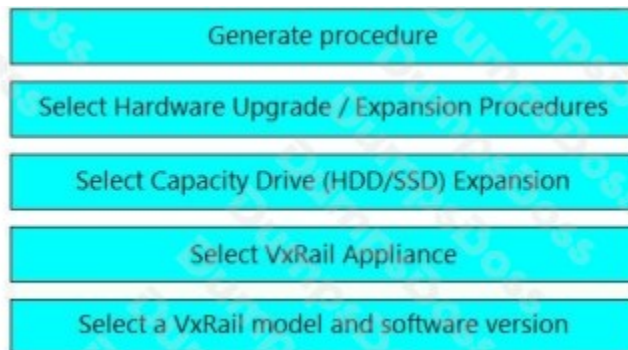 Generate procedure
Select Hardware Upgrade / Expansion Procedures
Select Capacity Drive (HDD/SSD) Expansion
Select VxRail Appliance
Select a VxRail model and software version